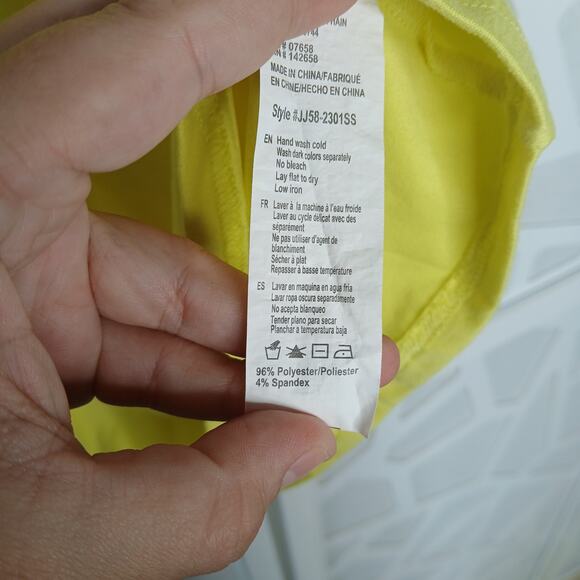 # 07658
# 142658
MADE IN CHINA/FABRIQUÉ
EN CHINE/HECHO EN CHINA
Style #JJ58-2301SS
EN Hand wash cold
Wash dark colors separately
No bleach
Lay flat to dry
Low iron
FR Laver à la machine à l'eau froide
Laver au cycle délicat avec des
séparément
Ne pas utiliser d'agent de
blanchiment
Sécher à plat
Repasser à basse température
ES Lavar en maquina en agua fria
Lavar ropa oscura separadamente
No acepta blanqueo
Tender plano para secar
Planchar a temperatura baja
96% Polyester/Poliester
4% Spandex